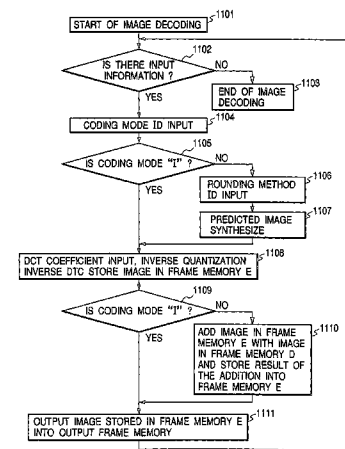 START OF IMAGE DECODING
1101
1102
IS THERE INPUT
INFORMATION ?
NO
1103
YES
END OF IMAGE
DECODING
1104
CODING MODE ID INPUT
1105
IS CODING MODE "I" ?
NO
1106
YES
ROUNDING METHOD
ID INPUT
1107
PREDICTED IMAGE
SYNTHESIZE
1108
DCT COEFFICIENT INPUT, INVERSE QUANTIZATION
INVERSE DTC STORE IMAGE IN FRAME MEMORY E
1109
IS CODING MODE "I" ?
NO
1110
YES
ADD IMAGE IN FRAME
MEMORY E WITH IMAGE
IN FRAME MEMORY D
AND STORE RESULT OF
THE ADDITION INTO
FRAME MEMORY E
1111
OUTPUT IMAGE STORED IN FRAME MEMORY E
INTO OUTPUT FRAME MEMORY